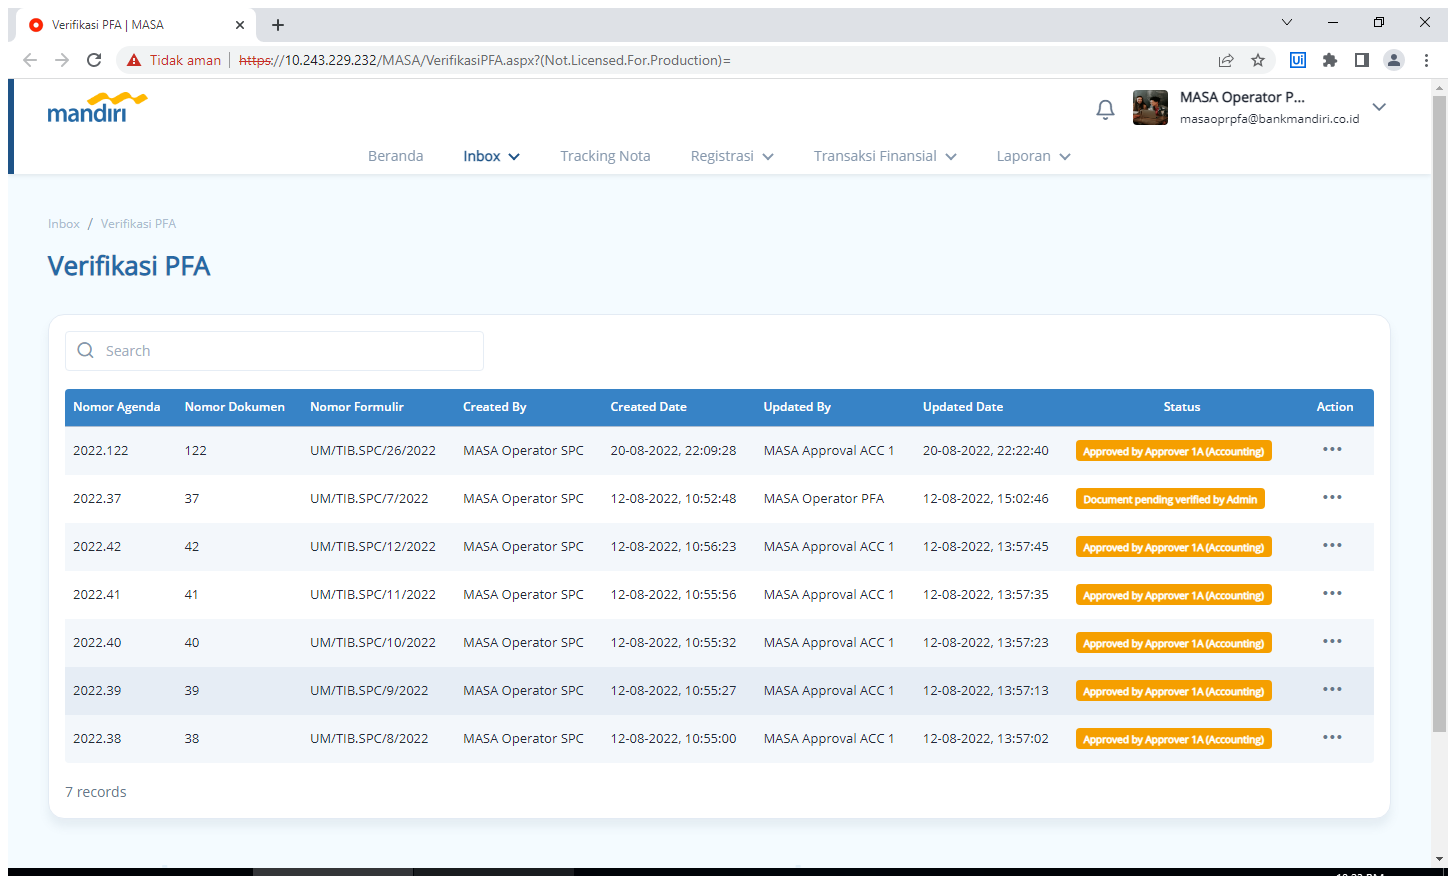 Verifikasi PFA | MASA
Tidak aman https://10.243.229.232/MASA/VerifikasiPFA.aspx?(Not.Licensed.For.Production)=
Ui
mandiri
MASA Operator P...
masaoprpfa@bankmandiri.co.id
Beranda Inbox Tracking Nota Registrasi Transaksi Finansial Laporan
Inbox / Verifikasi PFA
Verifikasi PFA
Search
Nomor Agenda Nomor Dokumen Nomor Formulir Created By Created Date Updated By Updated Date Status Action
2022.122 122 UM/TIB.SPC/26/2022 MASA Operator SPC 20-08-2022, 22:09:28 MASA Approval ACC 1 20-08-2022, 22:22:40 Approved by Approver 1A (Accounting)
2022.37 37 UM/TIB.SPC/7/2022 MASA Operator SPC 12-08-2022, 10:52:48 MASA Operator PFA 12-08-2022, 15:02:46 Document pending verified by Admin
2022.42 42 UM/TIB.SPC/12/2022 MASA Operator SPC 12-08-2022, 10:56:23 MASA Approval ACC 1 12-08-2022, 13:57:45 Approved by Approver 1A (Accounting)
2022.41 41 UM/TIB.SPC/11/2022 MASA Operator SPC 12-08-2022, 10:55:56 MASA Approval ACC 1 12-08-2022, 13:57:35 Approved by Approver 1A (Accounting)
2022.40 40 UM/TIB.SPC/10/2022 MASA Operator SPC 12-08-2022, 10:55:32 MASA Approval ACC 1 12-08-2022, 13:57:23 Approved by Approver 1A (Accounting)
2022.39 39 UM/TIB.SPC/9/2022 MASA Operator SPC 12-08-2022, 10:55:27 MASA Approval ACC 1 12-08-2022, 13:57:13 Approved by Approver 1A (Accounting)
2022.38 38 UM/TIB.SPC/8/2022 MASA Operator SPC 12-08-2022, 10:55:00 MASA Approval ACC 1 12-08-2022, 13:57:02 Approved by Approver 1A (Accounting)
7 records